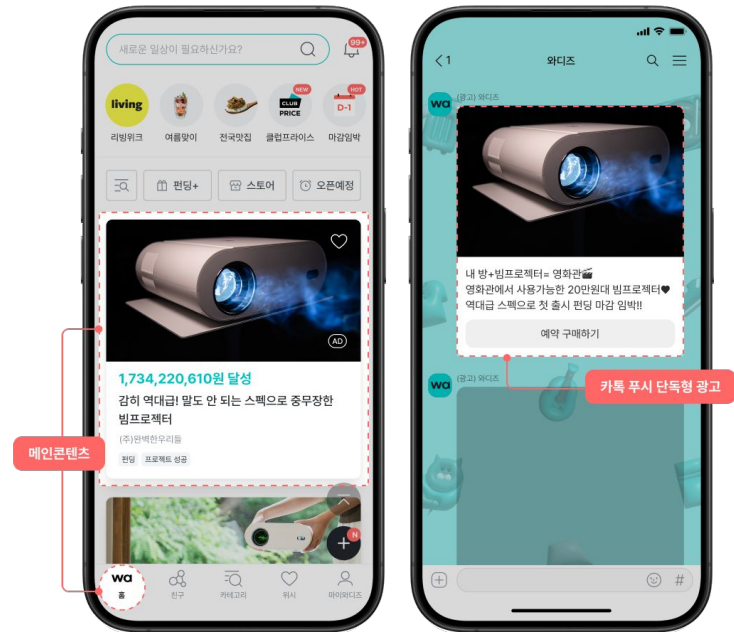 새로운 일상이 필요하신가요?
99+
living
NEW
CLUB
PRICE
HOT
D-1
리빙위크
여름맞이
전국맛집
클럽프라이스
마감임박
펀딩+
스토어
오픈예정
AD
1,734,220,610원 달성
감히 역대급! 말도 안 되는 스펙으로 중무장한
빔프로젝터
(주)완벽한우리들
펀딩
프로젝트 성공
메인콘텐츠
N
wa
홈
친구
카테고리
위시
마이와디즈
1
와디즈
wa
(광고) 와디즈
내 방+빔프로젝터= 영화관🎬
영화관에서 사용가능한 20만원대 빔프로젝터♥
역대급 스펙으로 첫 출시 펀딩 마감 임박!!
예약 구매하기
wa
(광고) 와디즈
카톡 푸시 단독형 광고
#